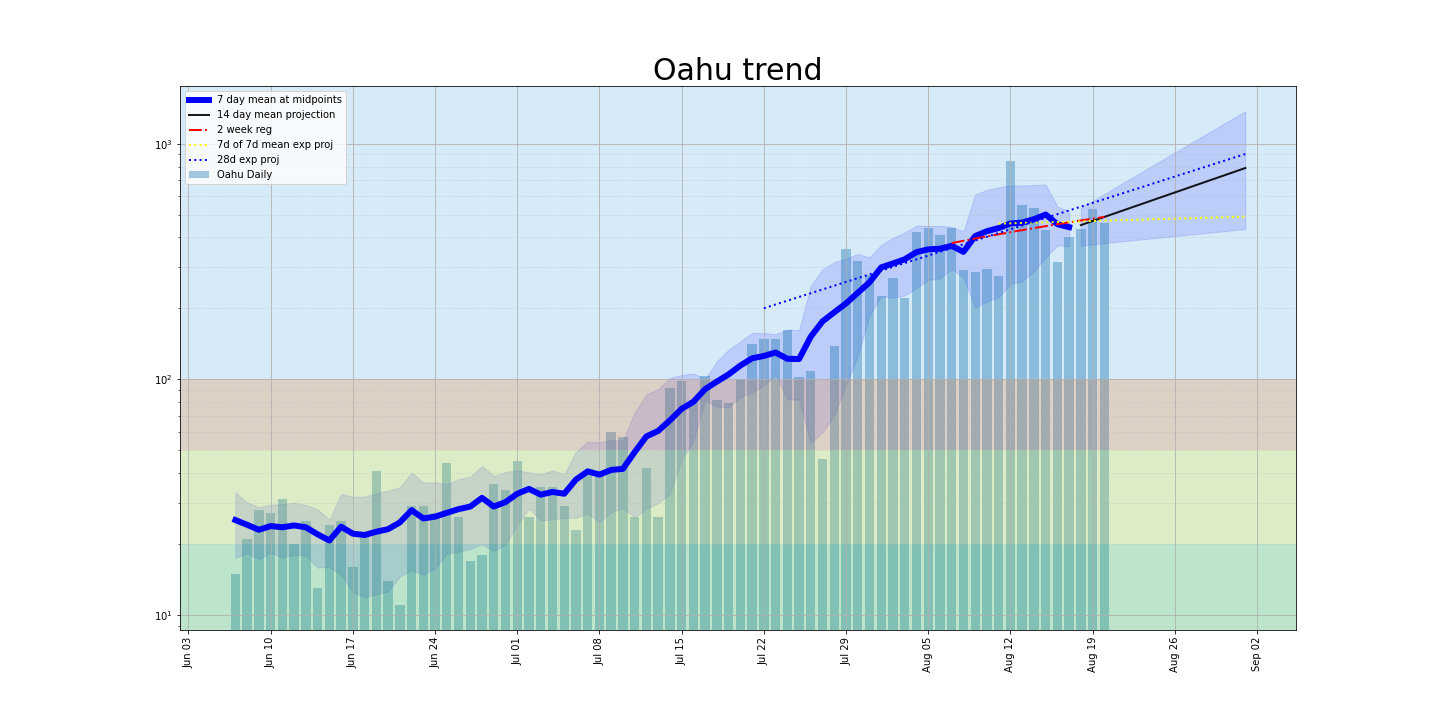 Oahu trend
7 day mean at midpoints
14 day mean projection
2 week reg
7d of 7d mean exp proj
28d exp proj
Oahu Daily
10³
10²
10¹
Jun 03
Jun 10
Jun 17
Jun 24
Jul 01
Jul 08
Jul 15
Jul 22
Jul 29
Aug 05
Aug 12
Aug 19
Aug 26
Sep 02